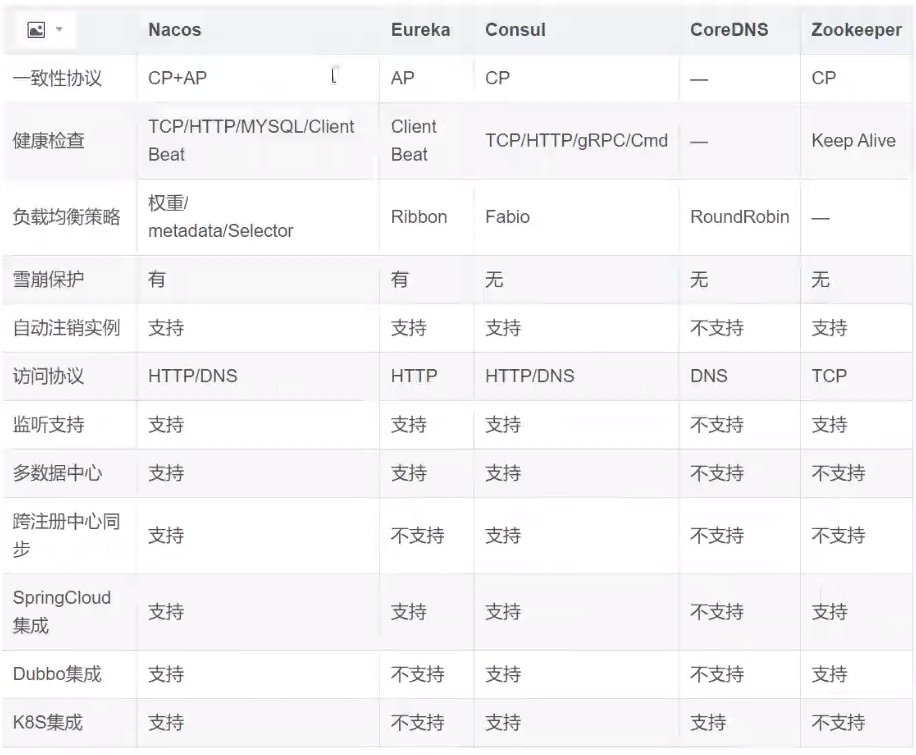 Nacos Eureka Consul CoreDNS Zookeeper
一致性协议 CP+AP AP CP — CP
健康检查 TCP/HTTP/MYSQL/Client Beat Client Beat TCP/HTTP/gRPC/Cmd — Keep Alive
负载均衡策略 权重/ metadata/Selector Ribbon Fabio RoundRobin —
雪崩保护 有 有 无 无 无
自动注销实例 支持 支持 支持 不支持 支持
访问协议 HTTP/DNS HTTP HTTP/DNS DNS TCP
监听支持 支持 支持 支持 不支持 支持
多数据中心 支持 支持 支持 不支持 不支持
跨注册中心同步 支持 不支持 支持 不支持 不支持
SpringCloud集成 支持 支持 支持 不支持 支持
Dubbo集成 支持 不支持 支持 不支持 支持
K8S集成 支持 不支持 支持 支持 不支持